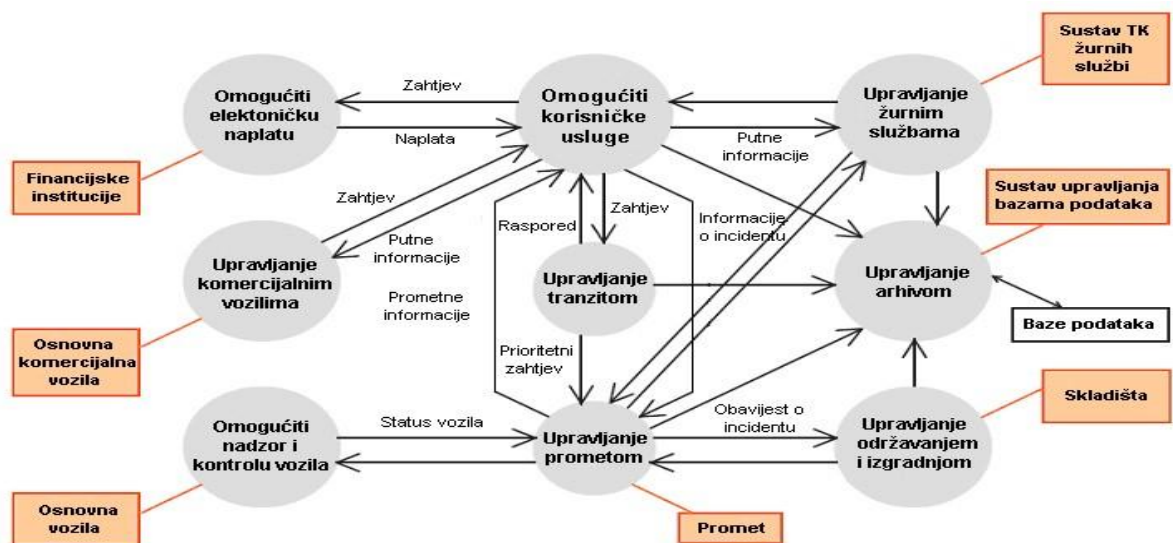 Sustav TK
žurnih
službi
Zahtjev
Omogućiti
elektoničku
naplatu
Omogućiti
korisničke
usluge
Upravljanje
žurnim
službama
Naplata
Putne
informacije
Financijske
institucije
Sustav upravljanja
bazama podataka
Zahtjev
Raspored
Zahtjev
Informacije
o incidentu
Putne
informacije
Upravljanje
komercijalnim
vozilima
Upravljanje
tranzitom
Upravljanje
arhivom
Prometne
informacije
Baze podataka
Osnovna
komercijalna
vozila
Prioritetni
zahtjev
Skladišta
Omogućiti
nadzor i
kontrolu vozila
Status vozila
Upravljanje
prometom
Obavijest o
incidentu
Upravljanje
održavanjem
i izgradnjom
Osnovna
vozila
Promet